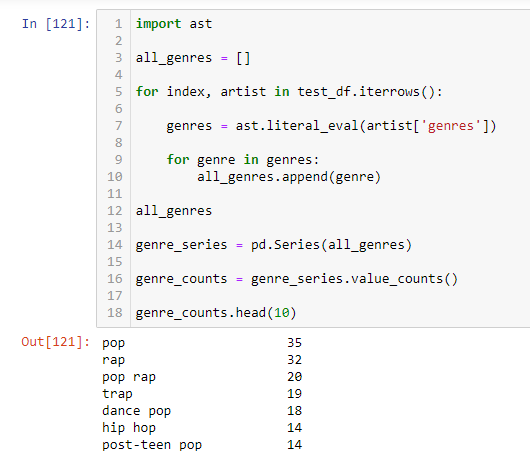 In [121]:
1 import ast
2
3 all_genres = []
4
5 for index, artist in test_df.iterrows():
6
7     genres = ast.literal_eval(artist['genres'])
8
9     for genre in genres:
10         all_genres.append(genre)
11
12 all_genres
13
14 genre_series = pd.Series(all_genres)
15
16 genre_counts = genre_series.value_counts()
17
18 genre_counts.head(10)
Out[121]: pop 35
rap 32
pop rap 20
trap 19
dance pop 18
hip hop 14
post-teen pop 14